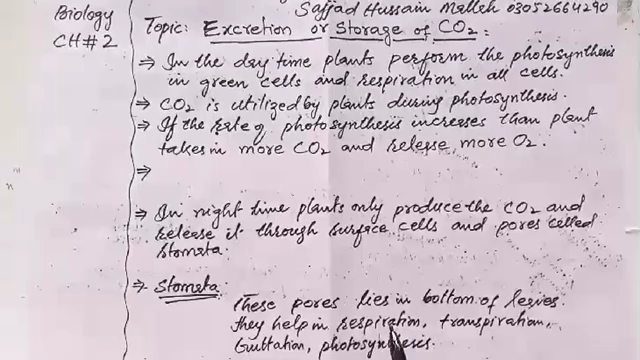 Biology
CH#2
Sajjad Hussain Malleh 03052664290
Topic: Excretion or Storage of CO2:
⇒ In the day time plants perform the photosynthesis
in green cells and respiration in all cells.
⇒ CO2 is utilized by plants during photosynthesis.
⇒ If the rate of photosynthesis increases than plant
takes in more CO2 and release more O2.
⇒
⇒ In night time plants only produce the CO2 and
release it through surface cells and pores called
Stomata.
⇒ Stomata
These pores lies in bottom of leaves.
They help in respiration, transpiration,
Guttation, photosynthesis.